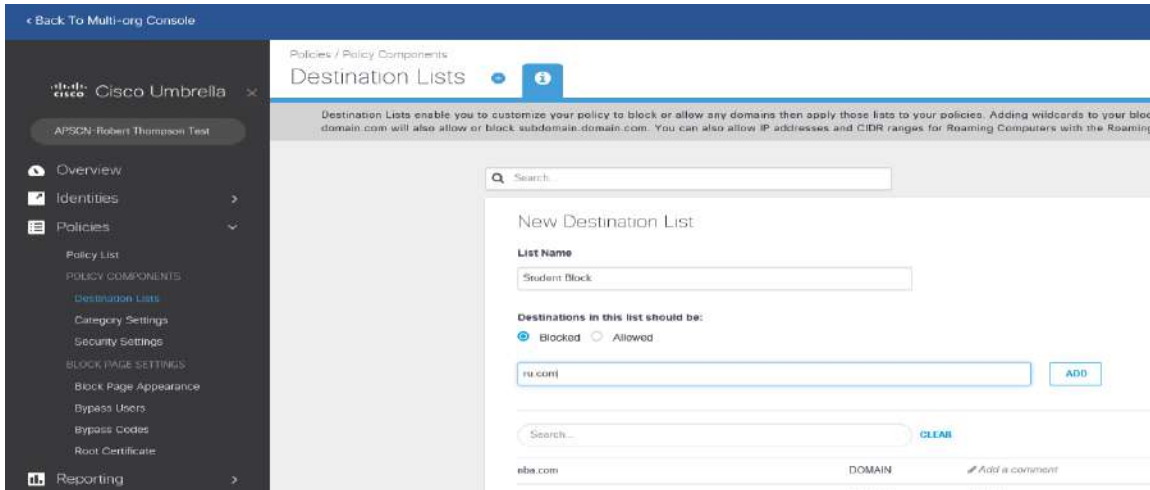 < Back To Multi-org Console
Policies / Policy Components
Destination Lists
cisco Cisco Umbrella ×
APSCN-Robert Thompson Test
Destination Lists enable you to customize your policy to block or allow any domains then apply those lists to your policies. Adding wildcards to your bloc
domain.com will also allow or block subdomain.domain.com. You can also allow IP addresses and CIDR ranges for Roaming Computers with the Roaming
Overview
Identities
Policies
Policy List
POLICY COMPONENTS
Destination Lists
Category Settings
Security Settings
BLOCK PAGE SETTINGS
Block Page Appearance
Bypass Users
Bypass Codes
Root Certificate
Reporting
Search...
New Destination List
List Name
Student Block
Destinations in this list should be:
Blocked Allowed
ru.com
ADD
Search...
CLEAR
nba.com DOMAIN Add a comment